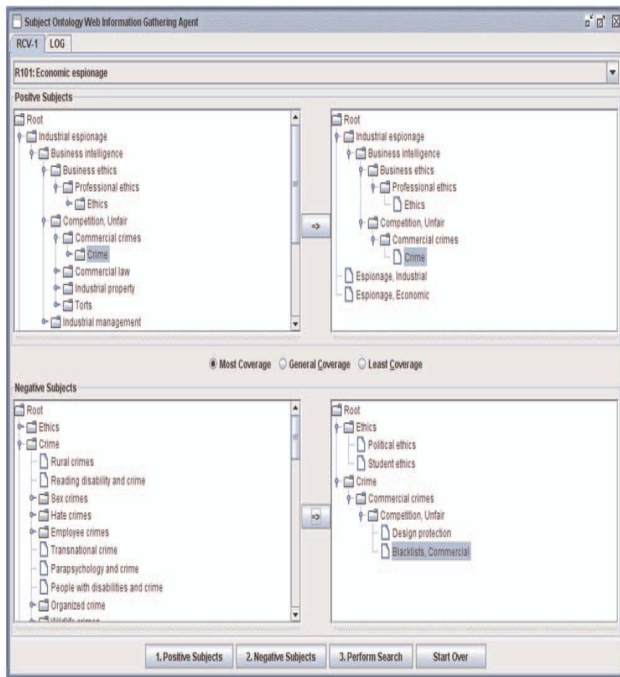 Subject Ontology Web Information Gathering Agent
RCV-1 LOG
R101: Economic espionage
Positve Subjects
Root
Industrial espionage
Business intelligence
Business ethics
Professional ethics
Ethics
Competition, Unfair
Commercial crimes
Crime
Commercial law
Industrial property
Torts
Industrial management
=>
Root
Industrial espionage
Business intelligence
Business ethics
Professional ethics
Ethics
Competition, Unfair
Commercial crimes
Crime
Espionage, Industrial
Espionage, Economic
Most Coverage General Coverage Least Coverage
Negative Subjects
Root
Ethics
Crime
Rural crimes
Reading disability and crime
Sex crimes
Hate crimes
Employee crimes
Transnational crime
Parapsychology and crime
People with disabilities and crime
Organized crime
Wildlife crimes
=>
Root
Ethics
Political ethics
Student ethics
Crime
Commercial crimes
Competition, Unfair
Design protection
Blacklists, Commercial
1. Positive Subjects 2. Negative Subjects 3. Perform Search Start Over